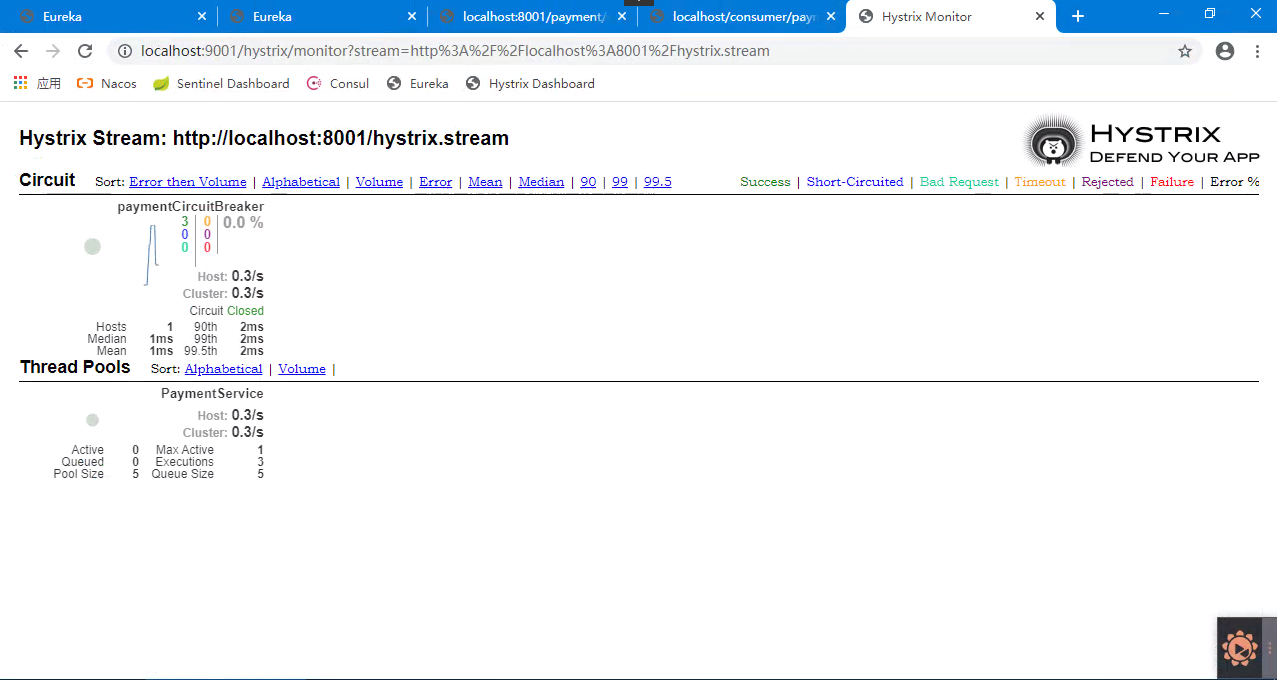 Eureka
Eureka
localhost:8001/payment/
localhost/consumer/paym
Hystrix Monitor
localhost:9001/hystrix/monitor?stream=http%3A%2F%2Flocalhost%3A8001%2Fhystrix.stream
应用 Nacos Sentinel Dashboard Consul Eureka Hystrix Dashboard
Hystrix Stream: http://localhost:8001/hystrix.stream
HYSTRIX
DEFEND YOUR APP
Circuit Sort: Error then Volume | Alphabetical | Volume | Error | Mean | Median | 90 | 99 | 99.5
Success | Short-Circuited | Bad Request | Timeout | Rejected | Failure | Error %
paymentCircuitBreaker
3 0 0.0 %
0 0
0 0
Host: 0.3/s
Cluster: 0.3/s
Circuit Closed
Hosts 1 90th 2ms
Median 1ms 99th 2ms
Mean 1ms 99.5th 2ms
Thread Pools Sort: Alphabetical | Volume |
PaymentService
Host: 0.3/s
Cluster: 0.3/s
Active 0 Max Active 1
Queued 0 Executions 3
Pool Size 5 Queue Size 5